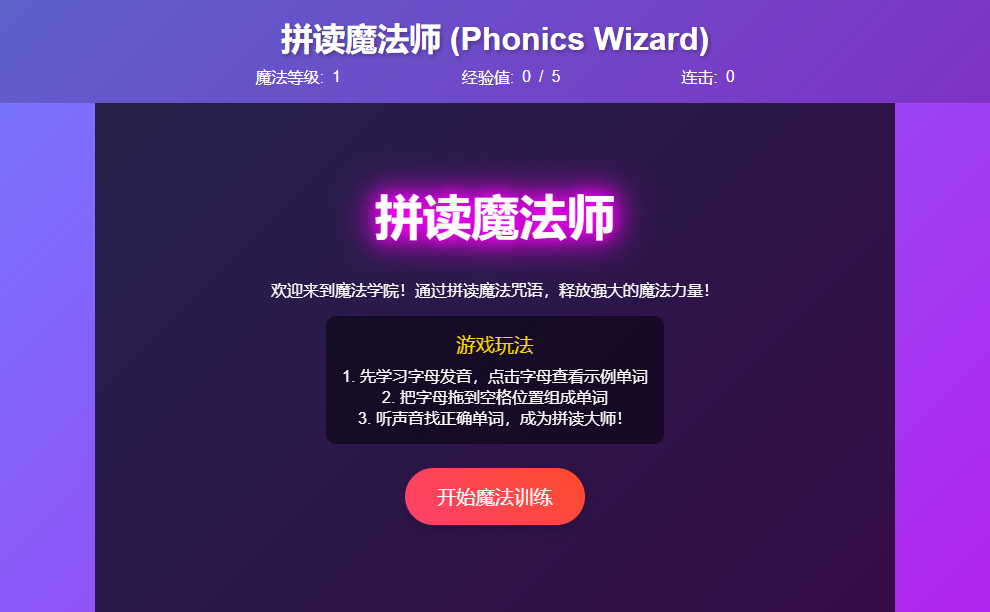 拼读魔法师 (Phonics Wizard)
魔法等级: 1 经验值: 0 / 5 连击: 0
拼读魔法师
欢迎来到魔法学院！通过拼读魔法咒语，释放强大的魔法力量！
游戏玩法
1. 先学习字母发音，点击字母查看示例单词
2. 把字母拖到空格位置组成单词
3. 听声音找正确单词，成为拼读大师！
开始魔法训练